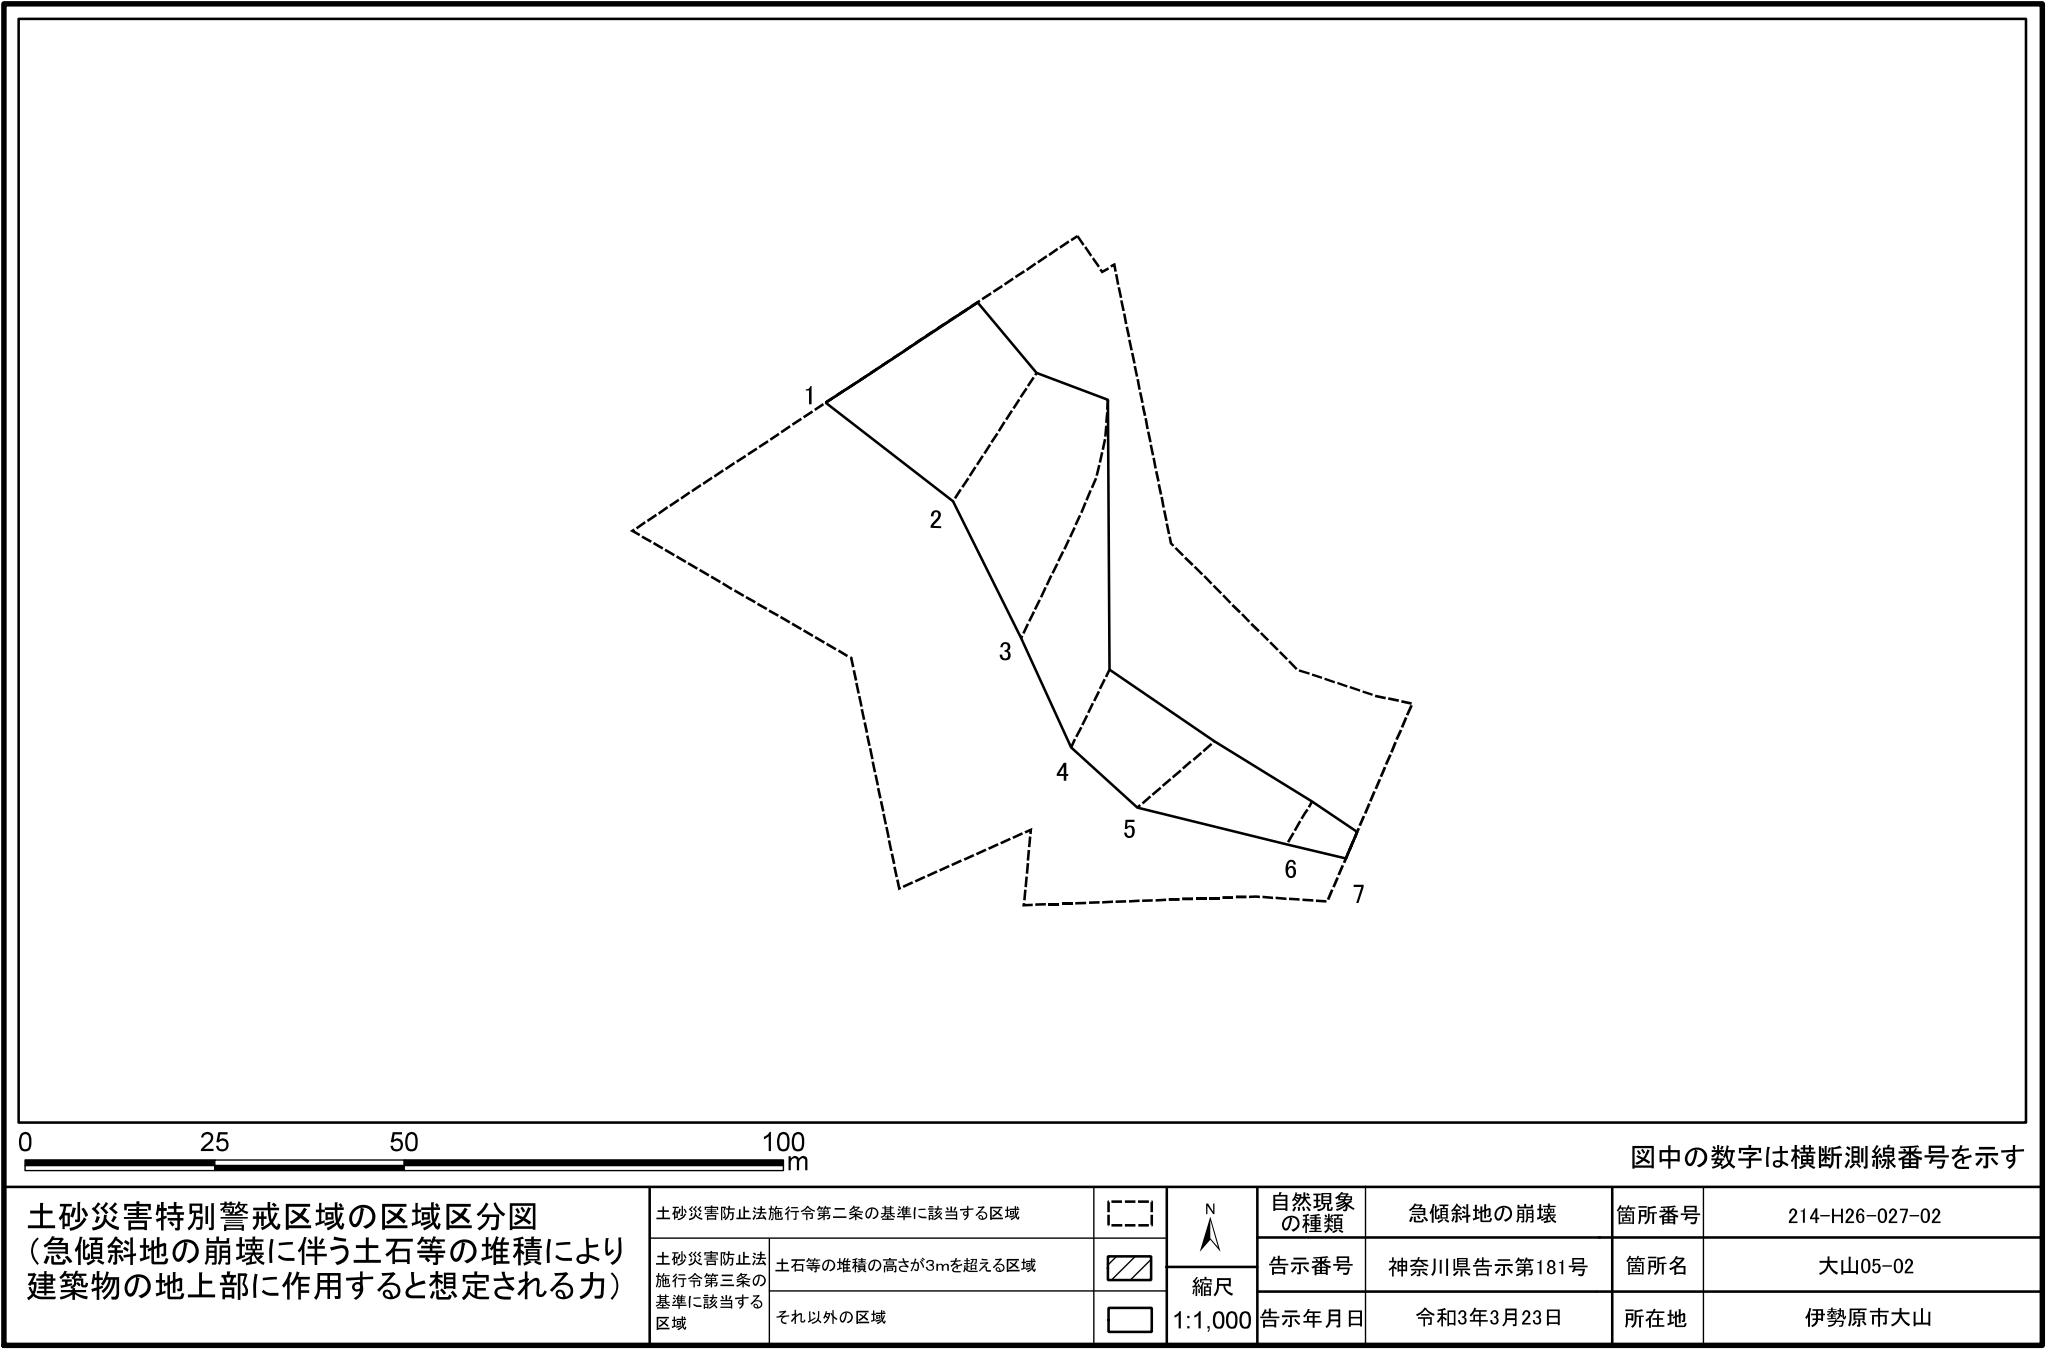 1
2
3
4
5
6
7
0 25 50 100
m
図中の数字は横断測線番号を示す
土砂災害特別警戒区域の区域区分図
（急傾斜地の崩壊に伴う土石等の堆積により
建築物の地上部に作用すると想定される力）
土砂災害防止法施行令第二条の基準に該当する区域
土砂災害防止法
施行令第三条の
基準に該当する
区域
土石等の堆積の高さが3mを超える区域
それ以外の区域
N
縮尺
1:1,000
自然現象
の種類
急傾斜地の崩壊
箇所番号
214-H26-027-02
告示番号
神奈川県告示第181号
箇所名
大山05-02
告示年月日
令和3年3月23日
所在地
伊勢原市大山